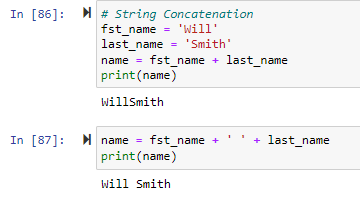 In [86]:
# String Concatenation
fst_name = 'Will'
last_name = 'Smith'
name = fst_name + last_name
print(name)
WillSmith
In [87]:
name = fst_name + ' ' + last_name
print(name)
Will Smith